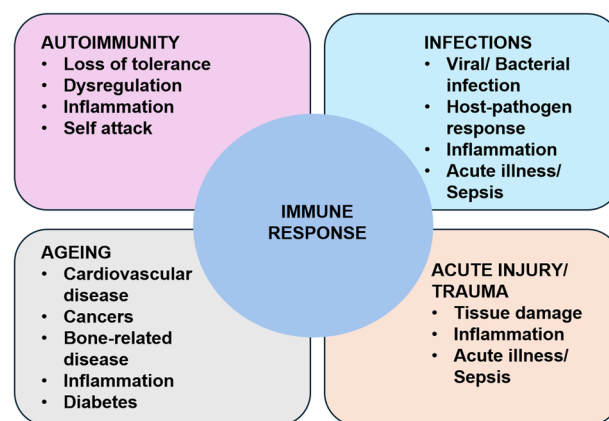 AUTOIMMUNITY
• Loss of tolerance
• Dysregulation
• Inflammation
• Self attack
INFECTIONS
• Viral/ Bacterial
infection
• Host-pathogen
response
• Inflammation
• Acute illness/
Sepsis
IMMUNE
RESPONSE
AGEING
• Cardiovascular
disease
• Cancers
• Bone-related
disease
• Inflammation
• Diabetes
ACUTE INJURY/
TRAUMA
• Tissue damage
• Inflammation
• Acute illness/
Sepsis